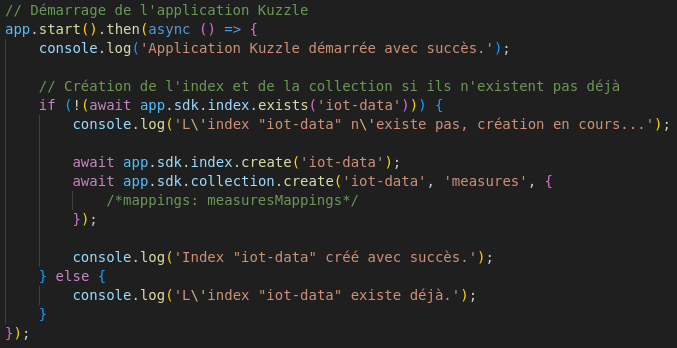 // Démarrage de l'application Kuzzle
app.start().then(async () => {
    console.log('Application Kuzzle démarrée avec succès.');

    // Création de l'index et de la collection si ils n'existent pas déjà
    if (!(await app.sdk.index.exists('iot-data'))) {
        console.log('L\'index "iot-data" n\'existe pas, création en cours...');

        await app.sdk.index.create('iot-data');
        await app.sdk.collection.create('iot-data', 'measures', {
            /*mappings: measuresMappings*/
        });

        console.log('Index "iot-data" créé avec succès.');
    } else {
        console.log('L\'index "iot-data" existe déjà.');
    }
});